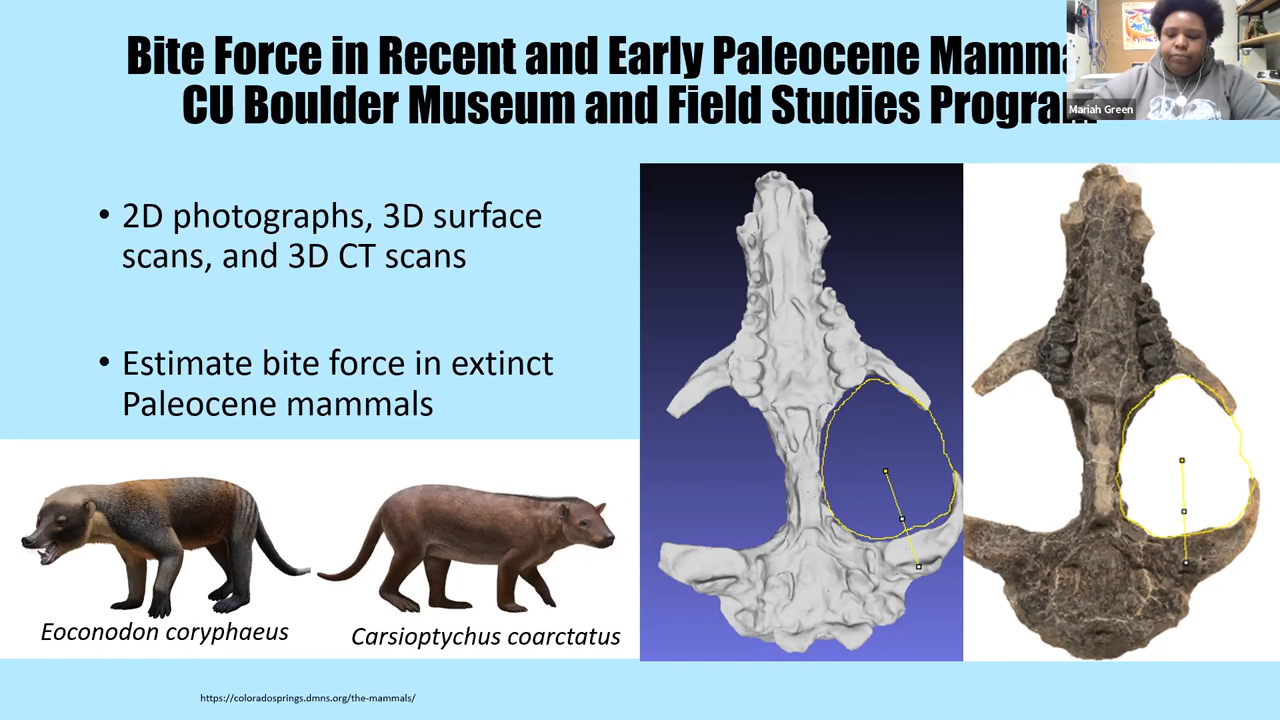 Bite Force in Recent and Early Paleocene
CU Boulder Museum and Field Studies Program
Mariah Green
• 2D photographs, 3D surface
scans, and 3D CT scans
• Estimate bite force in extinct
Paleocene mammals
Eoconodon coryphaeus
Carsioptychus coarctatus
https://coloradosprings.dmns.org/the-mammals/